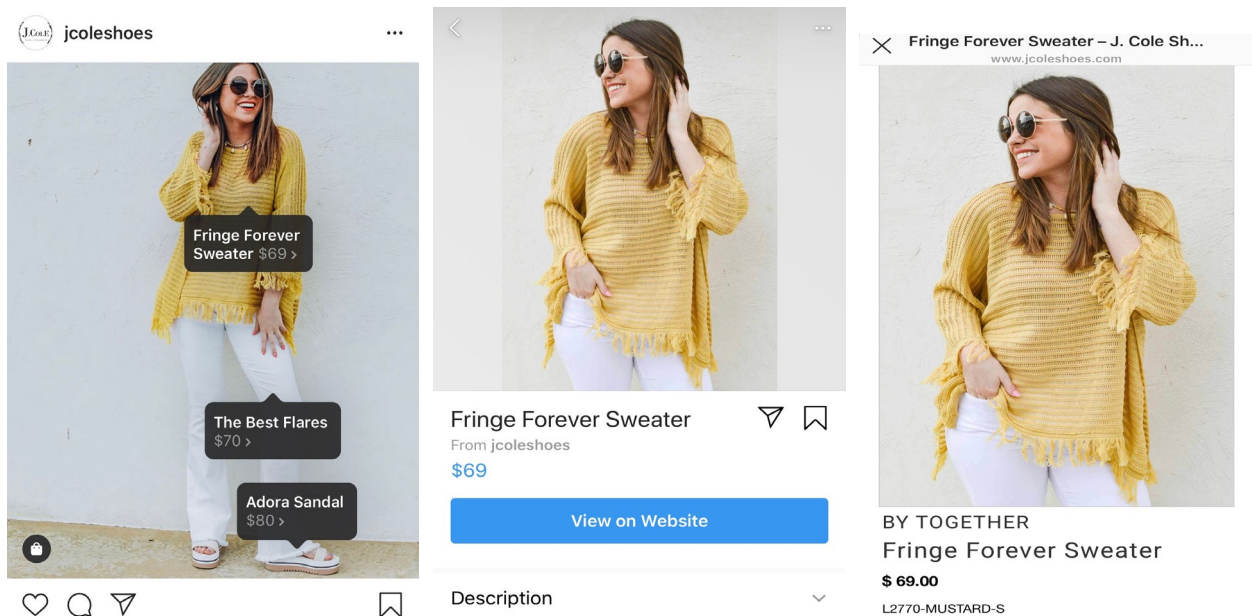 J.COLE
jcoleshoes
Fringe Forever
Sweater $69 >
The Best Flares
$70 >
Adora Sandal
$80 >
Fringe Forever Sweater
From jcoleshoes
$69
View on Website
Description
Fringe Forever Sweater – J. Cole Sh...
www.jcoleshoes.com
BY TOGETHER
Fringe Forever Sweater
$ 69.00
L2770-MUSTARD-S